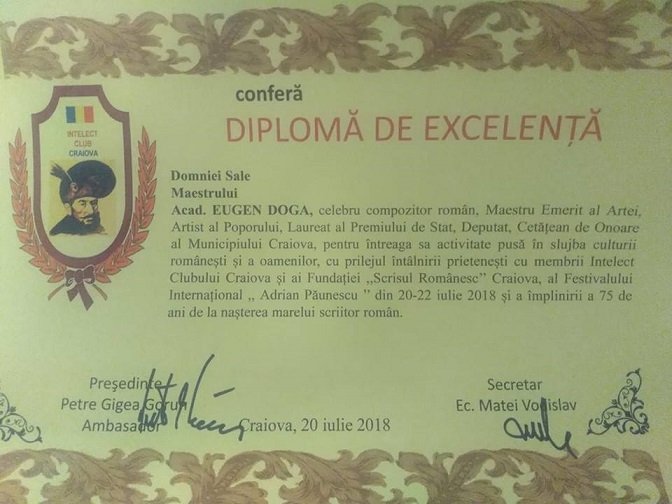 conferă
DIPLOMĂ DE EXCELENȚĂ
INTELECT
CLUB
CRAIOVA
Domniei Sale
Maestrului
Acad. EUGEN DOGA, celebru compozitor român, Maestru Emerit al Artei,
Artist al Poporului, Laureat al Premiului de Stat, Deputat, Cetățean de Onoare
al Municipiului Craiova, pentru întreaga sa activitate pusă în slujba culturii
românești și a oamenilor, cu prilejul întâlnirii prietenești cu membrii Intelect
Clubului Craiova și ai Fundației ,,Scrisul Românesc” Craiova, al Festivalului
Internațional ,, Adrian Păunescu ” din 20-22 iulie 2018 și a împlinirii a 75 de
ani de la nașterea marelui scriitor român.
Președinte
Petre Gigea Gorun
Ambasador
Secretar
Ec. Matei Voislav
Craiova, 20 iulie 2018